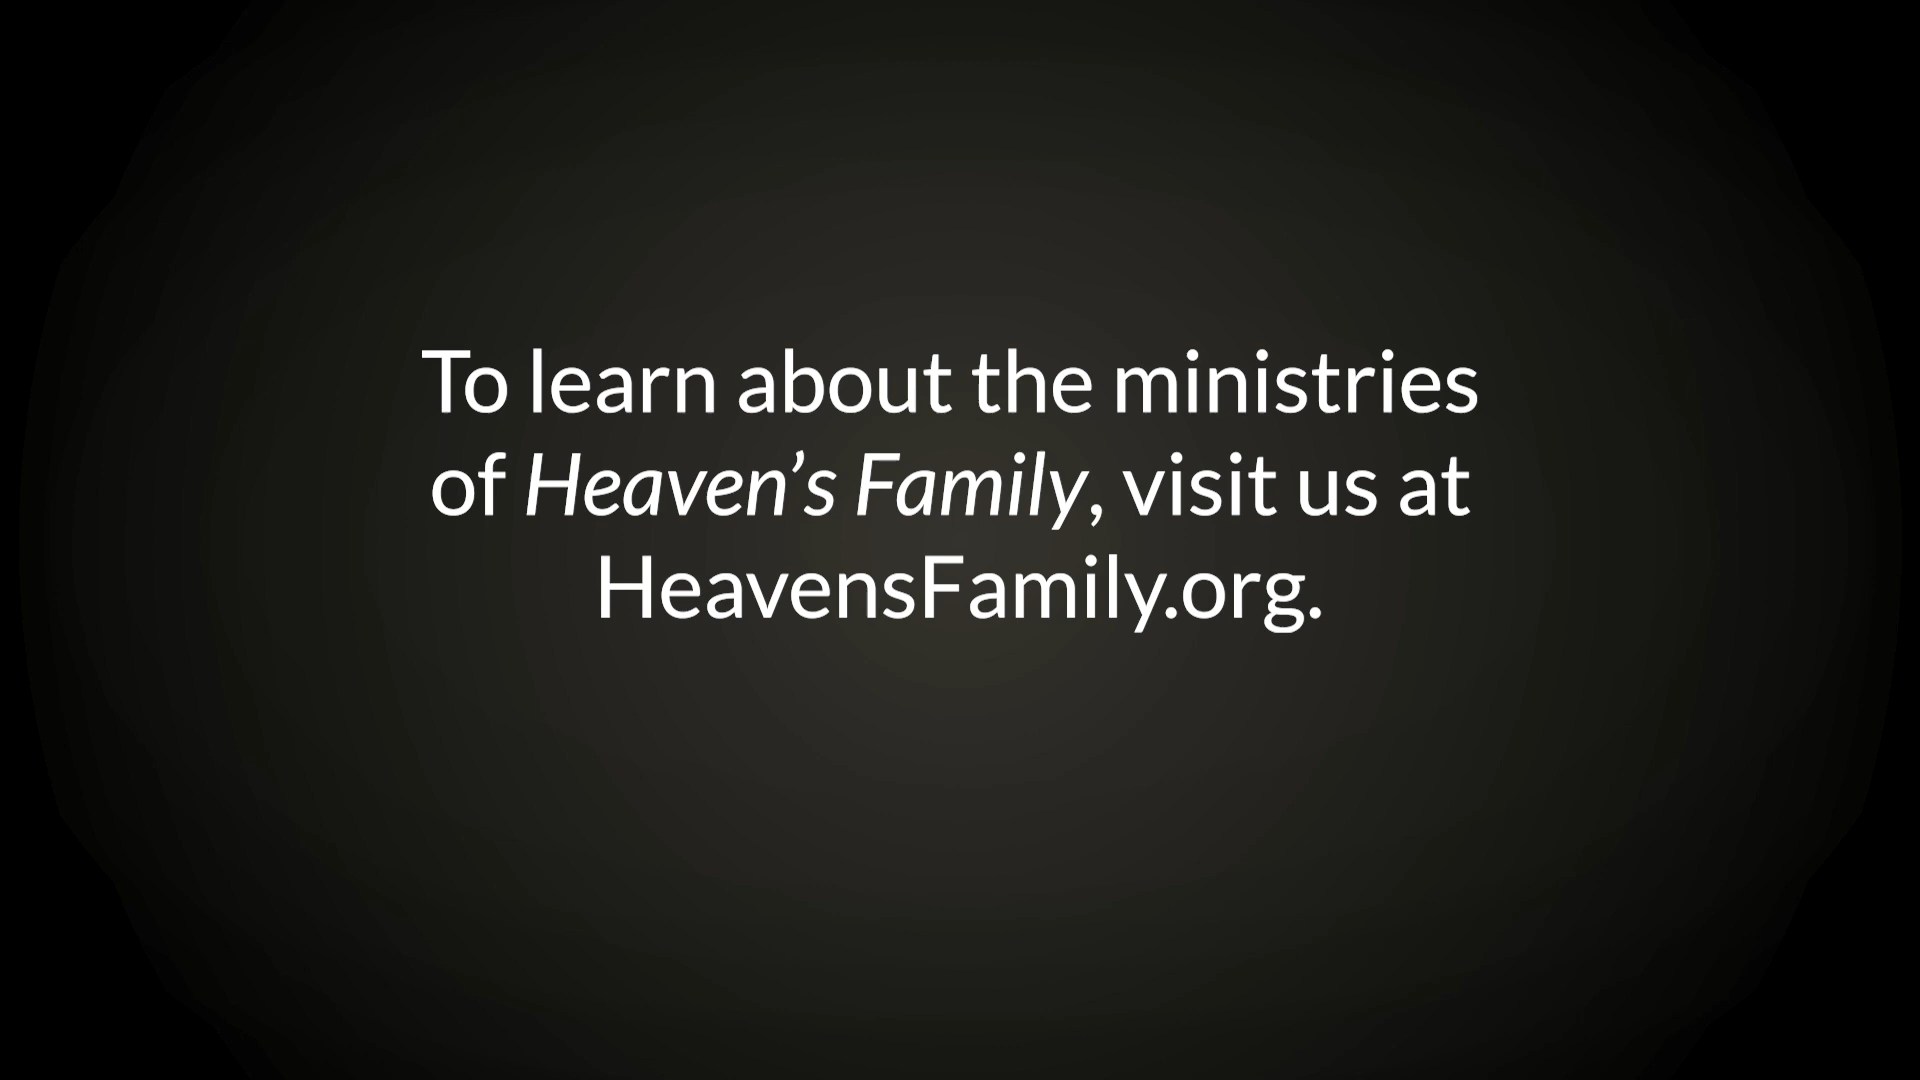 To learn about the ministries
of Heaven’s Family, visit us at
HeavensFamily.org.